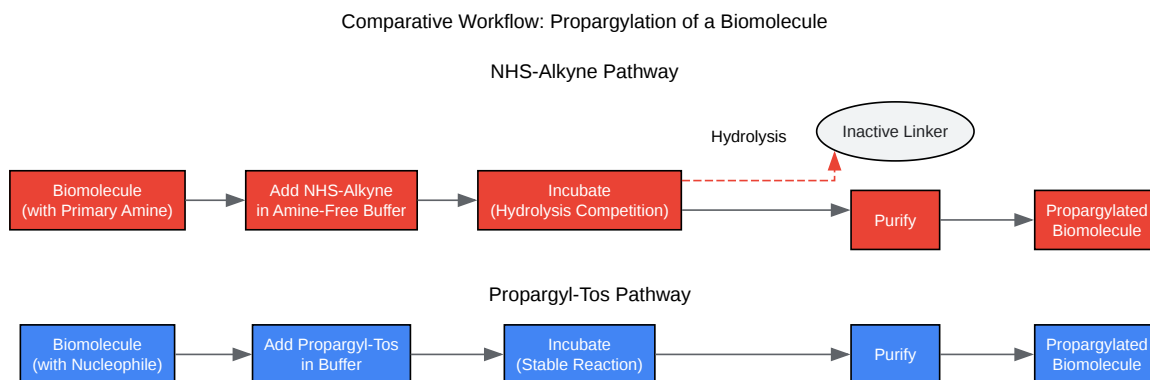 Comparative Workflow: Propargylation of a Biomolecule
NHS-Alkyne Pathway
Hydrolysis
Inactive Linker
Biomolecule
(with Primary Amine)
Add NHS-Alkyne
in Amine-Free Buffer
Incubate
(Hydrolysis Competition)
Purify
Propargylated
Biomolecule
Propargyl-Tos Pathway
Biomolecule
(with Nucleophile)
Add Propargyl-Tos
in Buffer
Incubate
(Stable Reaction)
Purify
Propargylated
Biomolecule